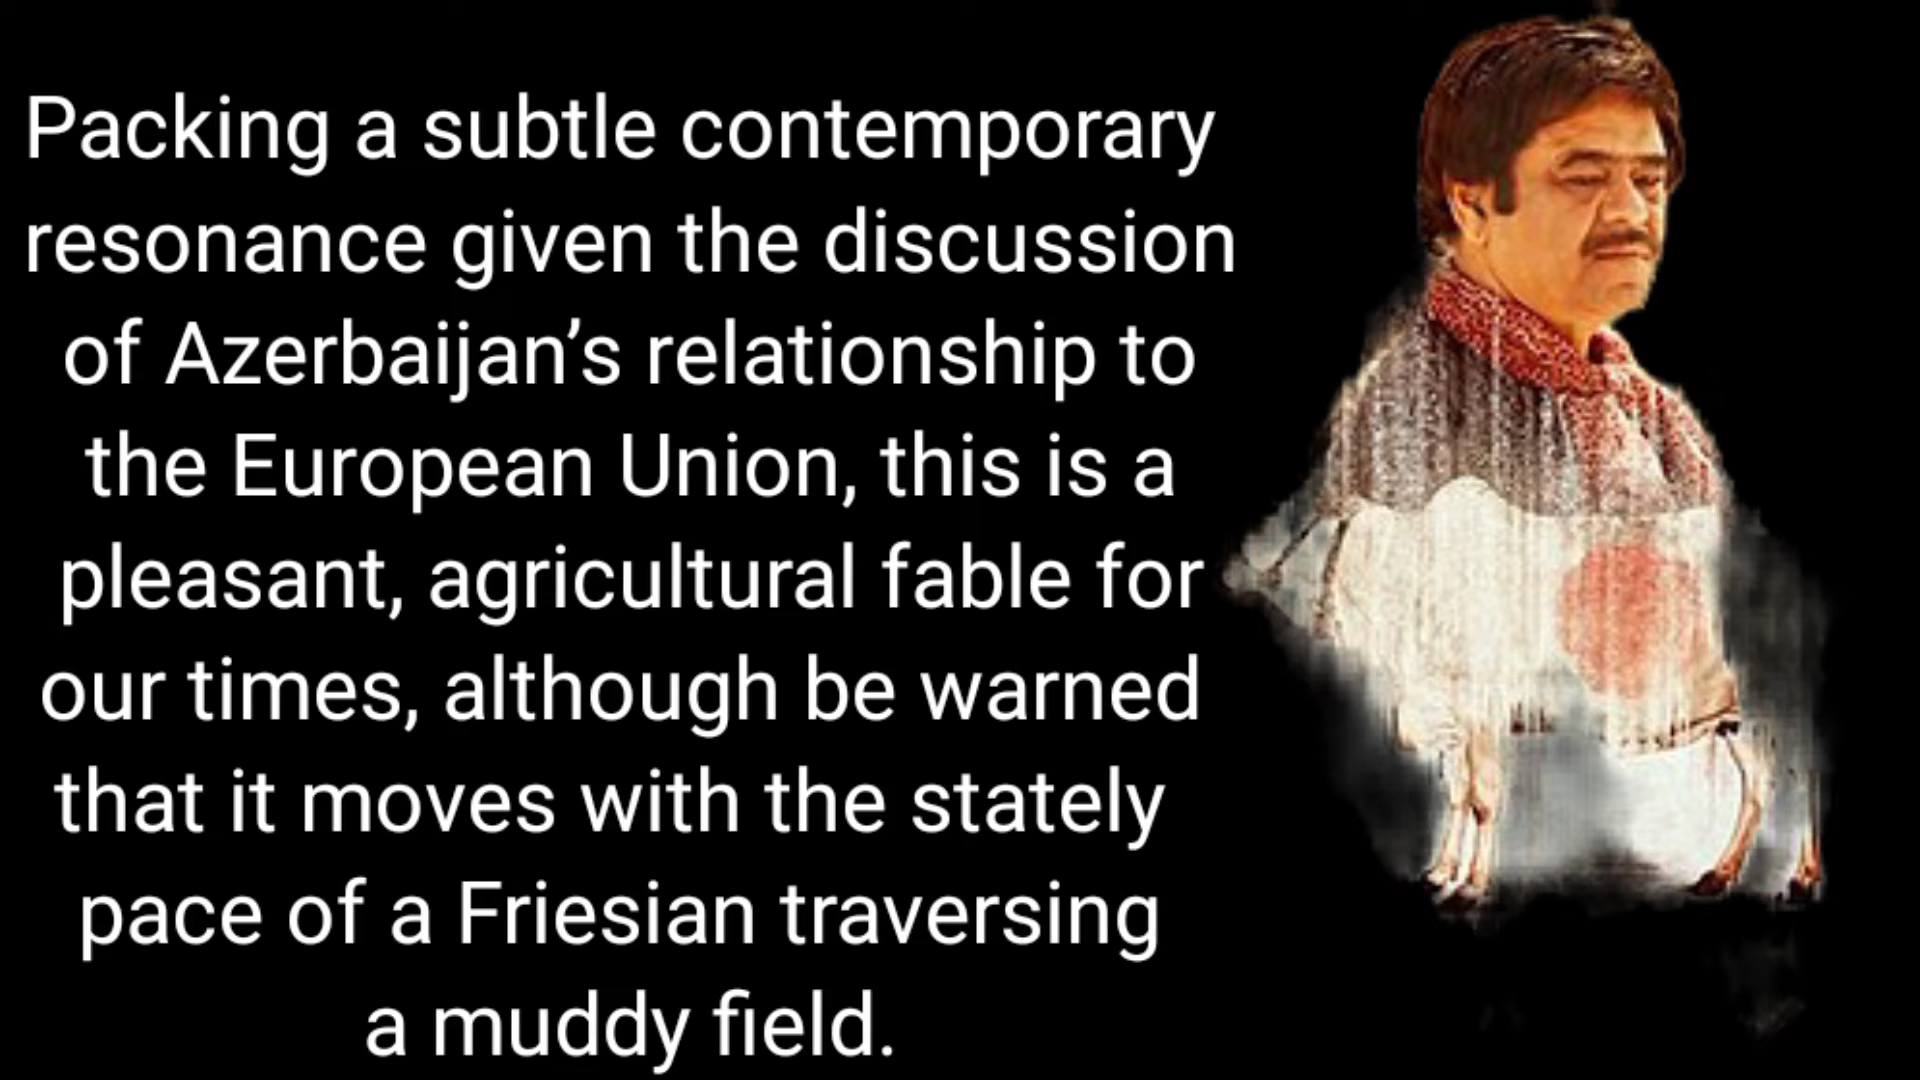 Packing a subtle contemporary
resonance given the discussion
of Azerbaijan’s relationship to
the European Union, this is a
pleasant, agricultural fable for
our times, although be warned
that it moves with the stately
pace of a Friesian traversing
a muddy field.